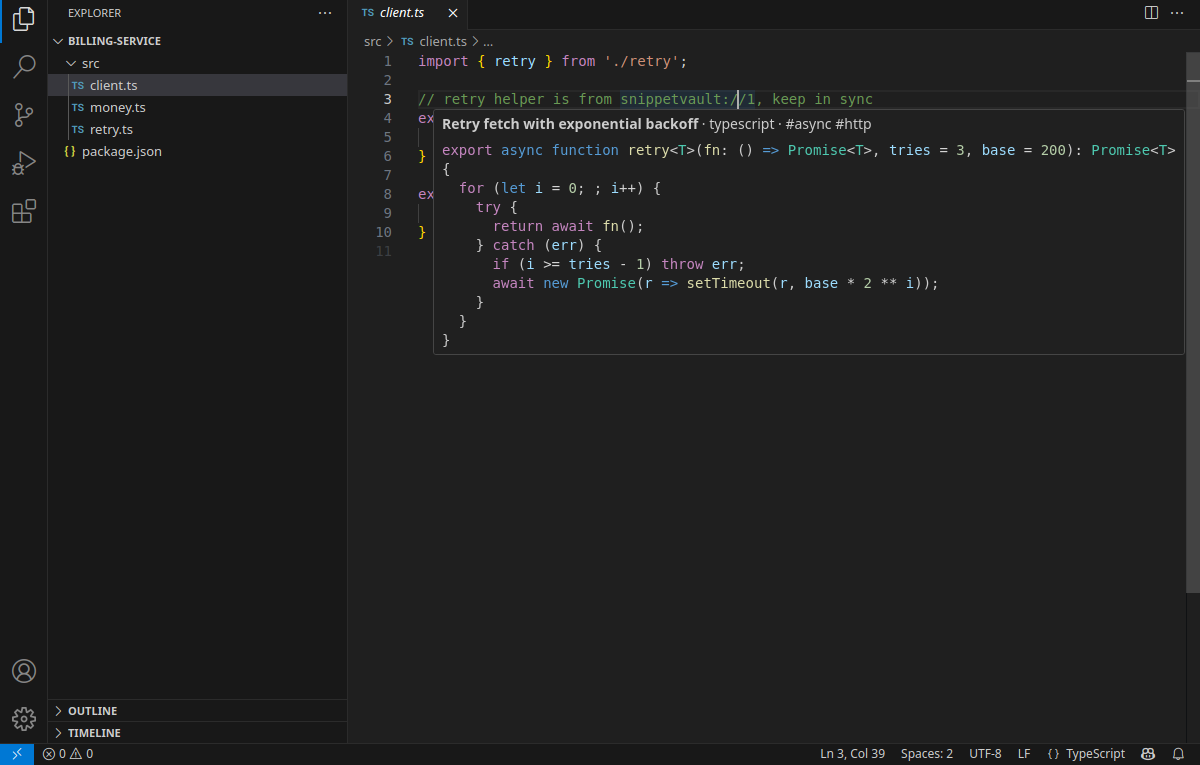 EXPLORER
BILLING-SERVICE
src
TS client.ts
TS money.ts
TS retry.ts
{} package.json
OUTLINE
TIMELINE
TS client.ts
src > TS client.ts > ...
1 import { retry } from './retry';
2
3 // retry helper is from snippetvault://1, keep in sync
4 ex
5
6 }
7
8 ex
9
10 }
11
Retry fetch with exponential backoff · typescript · #async #http
export async function retry<T>(fn: () => Promise<T>, tries = 3, base = 200): Promise<T>
{
for (let i = 0; ; i++) {
try {
return await fn();
} catch (err) {
if (i >= tries - 1) throw err;
await new Promise(r => setTimeout(r, base * 2 ** i));
}
}
}
0 0
Ln 3, Col 39 Spaces: 2 UTF-8 LF {} TypeScript